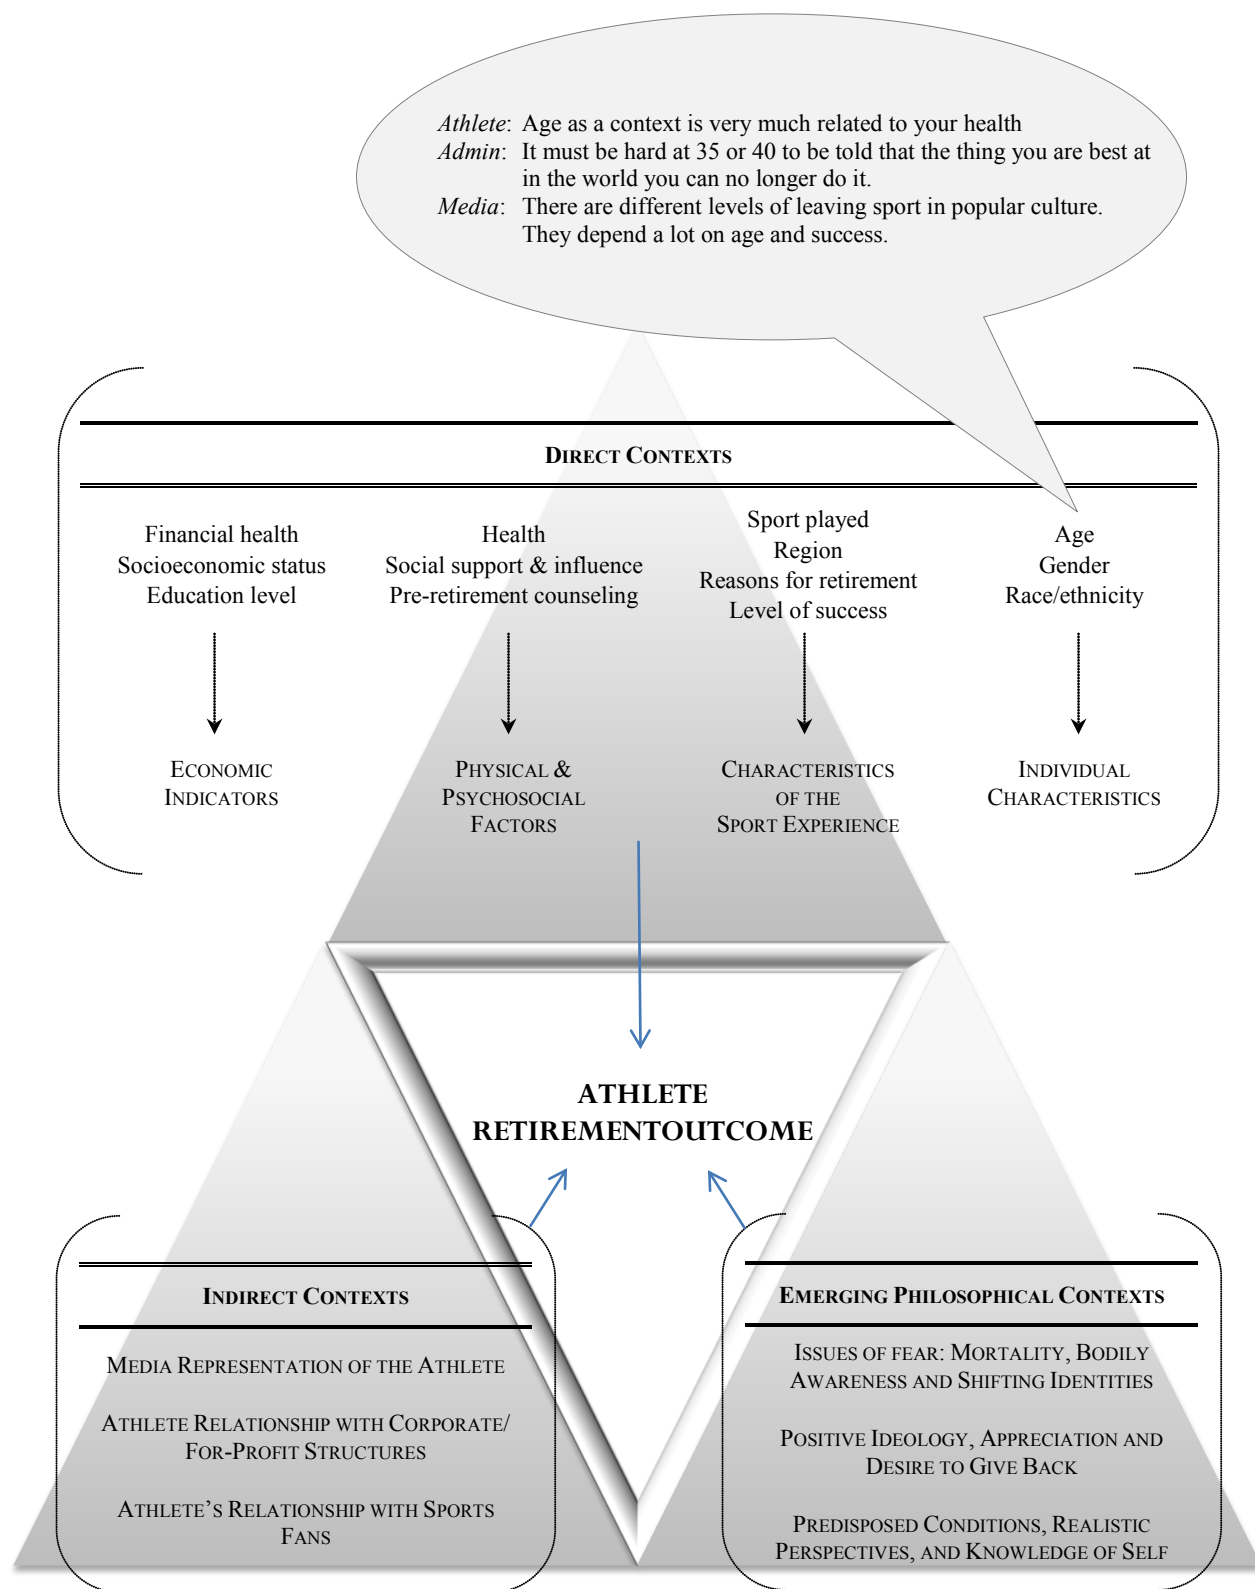 Athlete: Age as a context is very much related to your health
Admin: It must be hard at 35 or 40 to be told that the thing you are best at
in the world you can no longer do it.
Media: There are different levels of leaving sport in popular culture.
They depend a lot on age and success.
DIRECT CONTEXTS
Financial health
Socioeconomic status
Education level
Health
Social support & influence
Pre-retirement counseling
Sport played
Region
Reasons for retirement
Level of success
Age
Gender
Race/ethnicity
ECONOMIC
INDICATORS
PHYSICAL &
PSYCHOSOCIAL
FACTORS
CHARACTERISTICS
OF THE
SPORT EXPERIENCE
INDIVIDUAL
CHARACTERISTICS
ATHLETE
RETIREMENTOUTCOME
INDIRECT CONTEXTS
MEDIA REPRESENTATION OF THE ATHLETE
ATHLETE RELATIONSHIP WITH CORPORATE/
FOR-PROFIT STRUCTURES
ATHLETE'S RELATIONSHIP WITH SPORTS
FANS
EMERGING PHILOSOPHICAL CONTEXTS
ISSUES OF FEAR: MORTALITY, BODILY
AWARENESS AND SHIFTING IDENTITIES
POSITIVE IDEOLOGY, APPRECIATION AND
DESIRE TO GIVE BACK
PREDISPOSED CONDITIONS, REALISTIC
PERSPECTIVES, AND KNOWLEDGE OF SELF